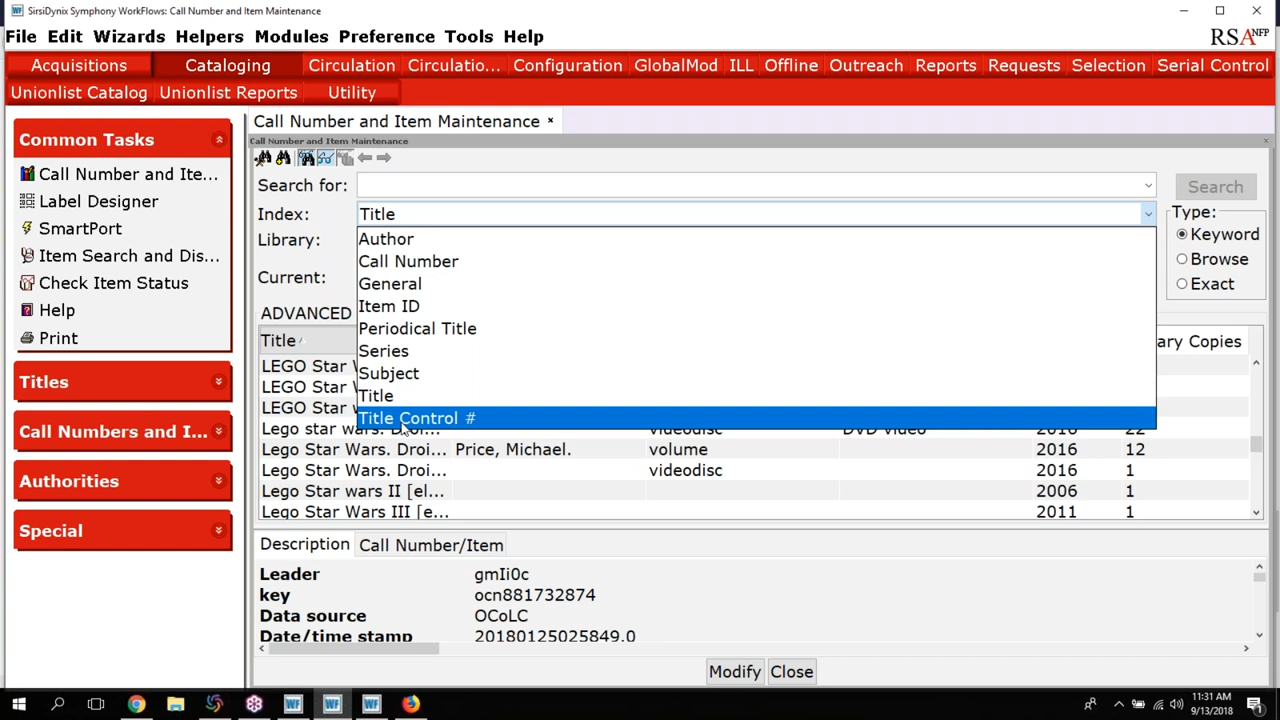 SirsiDynix Symphony WorkFlows: Call Number and Item Maintenance
File Edit Wizards Helpers Modules Preference Tools Help
RSANFP
Acquisitions Cataloging Circulation Circulatio... Configuration GlobalMod ILL Offline Outreach Reports Requests Selection Serial Control
Unionlist Catalog Unionlist Reports Utility
Common Tasks
Call Number and Ite...
Label Designer
SmartPort
Item Search and Dis...
Check Item Status
Help
Print
Titles
Call Numbers and I...
Authorities
Special
Call Number and Item Maintenance ×
Call Number and Item Maintenance
Search for:
Search
Index: Title
Type:
Library:
Keyword
Browse
Exact
Current:
Author
Call Number
General
Item ID
Periodical Title
Series
Subject
Title
Title Control #
ADVANCED
Title ary Copies
LEGO Star
LEGO Star
LEGO Star
Lego star wars. videodisc DVD video 2016 22
Lego Star Wars. Droi... Price, Michael. volume 2016 12
Lego Star Wars. Droi... videodisc 2016 1
Lego Star wars II [el... 2006 1
Lego Star Wars III [e... 2011 1
Description Call Number/Item
Leader gmIi0c
key ocn881732874
Data source OCoLC
Date/time stamp 20180125025849.0
Modify Close
11:31 AM
9/13/2018